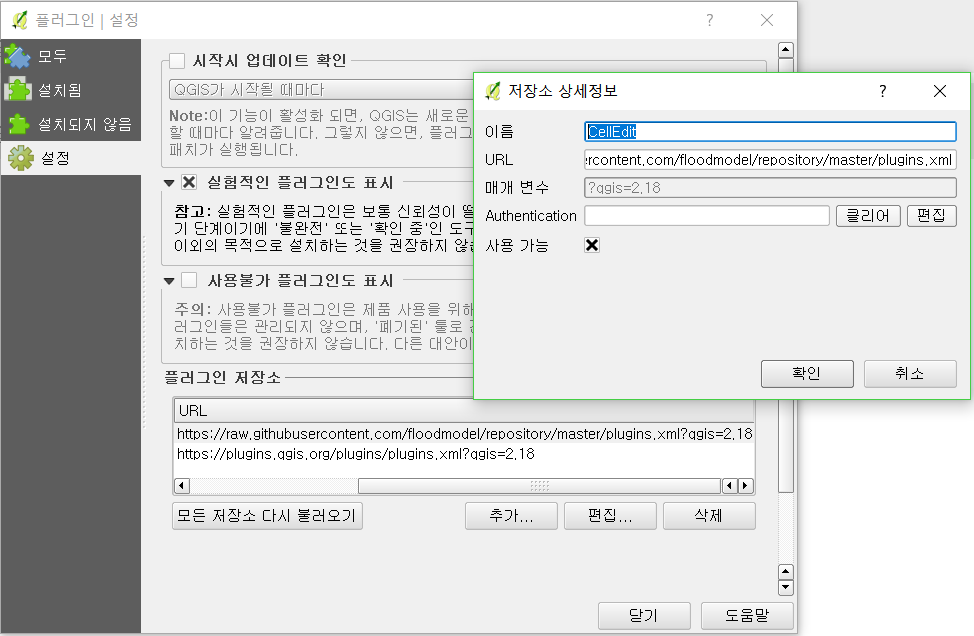 플러그인 | 설정
?
모두
설치됨
설치되지 않음
설정
시작시 업데이트 확인
QGIS가 시작될 때마다
Note:이 기능이 활성화 되면, QGIS는 새로운
할 때마다 알려줍니다. 그렇지 않으면, 플러그
패치가 실행됩니다.
실험적인 플러그인도 표시
참고: 실험적인 플러그인은 보통 신뢰성이
기 단계이기에 '불완전' 또는 '확인 중'인 도구
이외의 목적으로 설치하는 것을 권장하지
사용불가 플러그인도 표시
주의: 사용불가 플러그인은 제품 사용을 위해
러그인들은 관리되지 않으며, '폐기된' 툴로
치하는 것을 권장하지 않습니다. 다른 대안이
플러그인 저장소
URL
https://raw.githubusercontent.com/floodmodel/repository/master/plugins.xml?qgis=2.18
https://plugins.qgis.org/plugins/plugins.xml?qgis=2.18
모든 저장소 다시 불러오기
추가...
편집...
삭제
닫기
도움말
저장소 상세정보
?
이름
CellEdit
URL
rcontent.com/floodmodel/repository/master/plugins.xml
매개 변수
?qgis=2.18
Authentication
클리어
편집
사용 가능
확인
취소